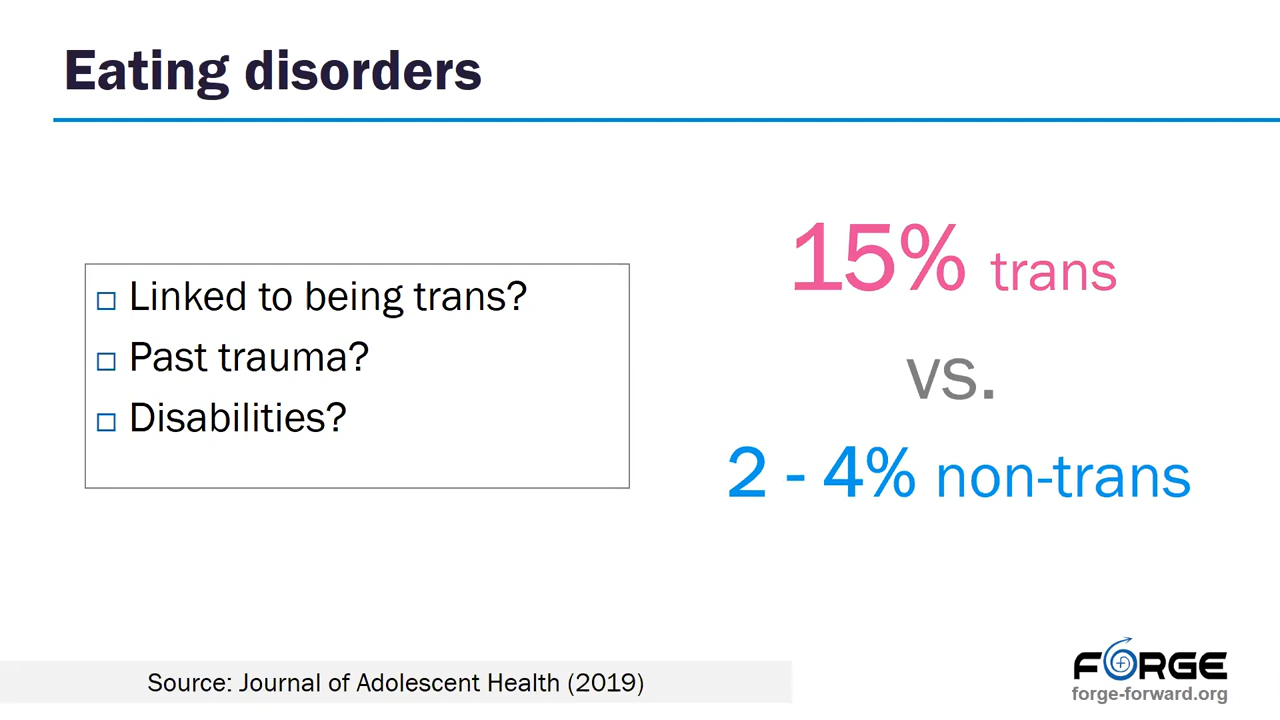 Eating disorders
Linked to being trans?
Past trauma?
Disabilities?
15% trans
vs.
2 - 4% non-trans
Source: Journal of Adolescent Health (2019)
FORGE
forge-forward.org